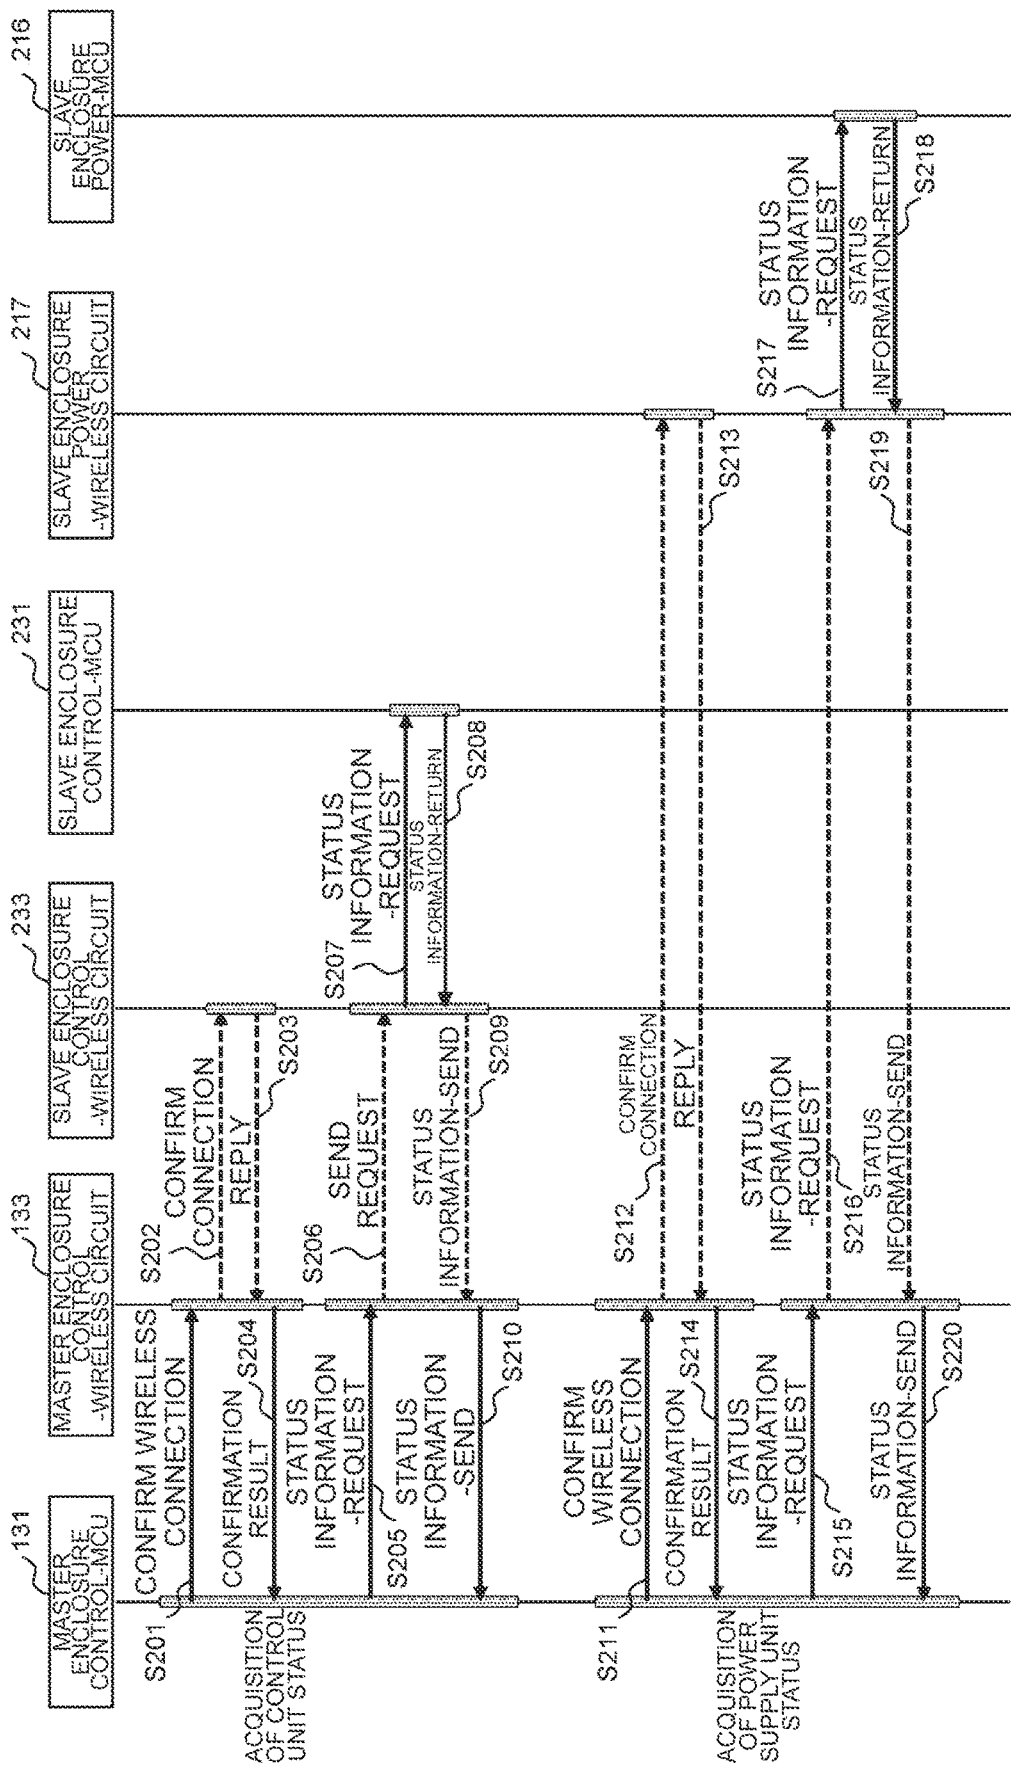 131
MASTER
ENCLOSURE
CONTROL-MCU
133
MASTER ENCLOSURE
CONTROL
-WIRELESS CIRCUIT
233
SLAVE ENCLOSURE
CONTROL
-WIRELESS CIRCUIT
231
SLAVE ENCLOSURE
CONTROL-MCU
217
SLAVE ENCLOSURE
POWER
-WIRELESS CIRCUIT
216
SLAVE
ENCLOSURE
POWER-MCU
ACQUISITION
OF CONTROL
UNIT STATUS
S201
CONFIRM WIRELESS
CONNECTION
S202
CONFIRM
CONNECTION
REPLY
S203
S204
CONFIRMATION
RESULT
STATUS
INFORMATION
-REQUEST
S205
S206
SEND
REQUEST
S207
STATUS
INFORMATION
-REQUEST
STATUS
INFORMATION-RETURN
S208
STATUS
INFORMATION-SEND
S209
STATUS
INFORMATION
-SEND
S210
ACQUISITION
OF POWER
SUPPLY UNIT
STATUS
S211
CONFIRM
WIRELESS
CONNECTION
S212
CONFIRM
CONNECTION
REPLY
S213
CONFIRMATION
RESULT
S214
STATUS
INFORMATION
-REQUEST
S215
STATUS
INFORMATION
-REQUEST
S216
S217
STATUS
INFORMATION
-REQUEST
STATUS
INFORMATION-RETURN
S218
S219
STATUS
INFORMATION-SEND
STATUS
INFORMATION-SEND
S220